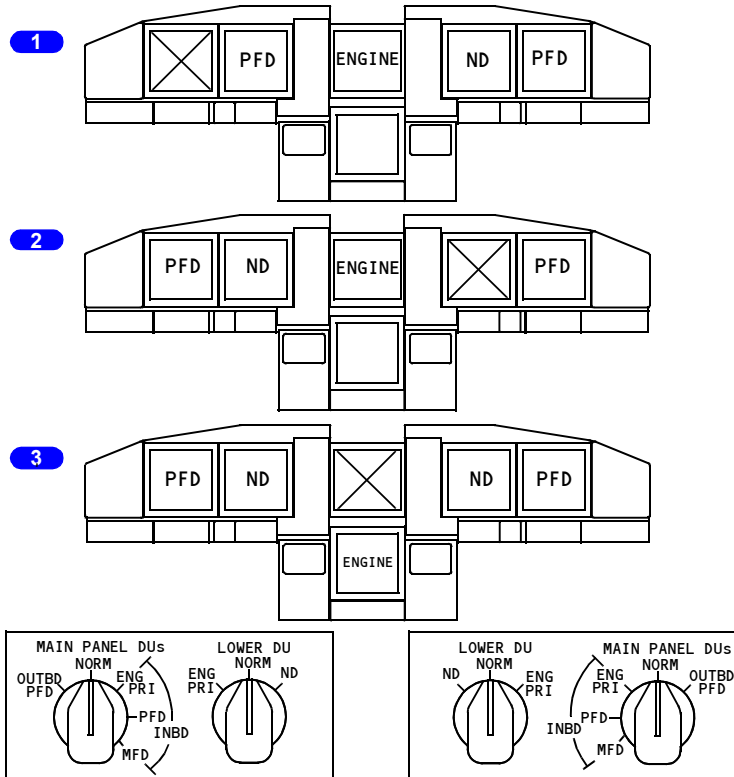 1
PFD
ENGINE
ND
PFD
2
PFD
ND
ENGINE
PFD
3
PFD
ND
ND
PFD
ENGINE
MAIN PANEL DUs
NORM
OUTBD
PFD
ENG
PRI
PFD
INBD
MFD
LOWER DU
NORM
ENG
PRI
ND
LOWER DU
NORM
ND
ENG
PRI
MAIN PANEL DUs
NORM
ENG
PRI
OUTBD
PFD
PFD
INBD
MFD